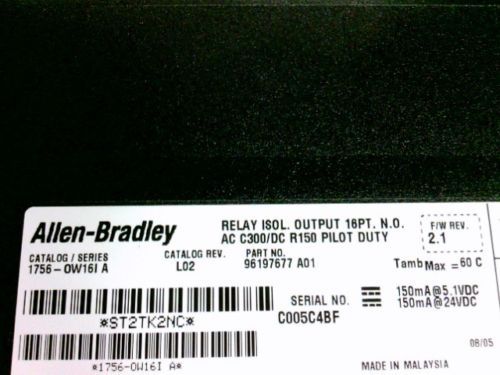 Allen-Bradley
RELAY ISOL. OUTPUT 16PT. N.O.
AC C300/DC R150 PILOT DUTY
F/W REV.
2.1
CATALOG / SERIES
1756-OW16I A
CATALOG REV.
L02
PART NO.
96197677 A01
Tamb Max = 60 C
*ST2TK2NC*
SERIAL NO.
C005C4BF
150mA@5.1VDC
150mA@24VDC
*1756-OW16I A*
08/05
MADE IN MALAYSIA